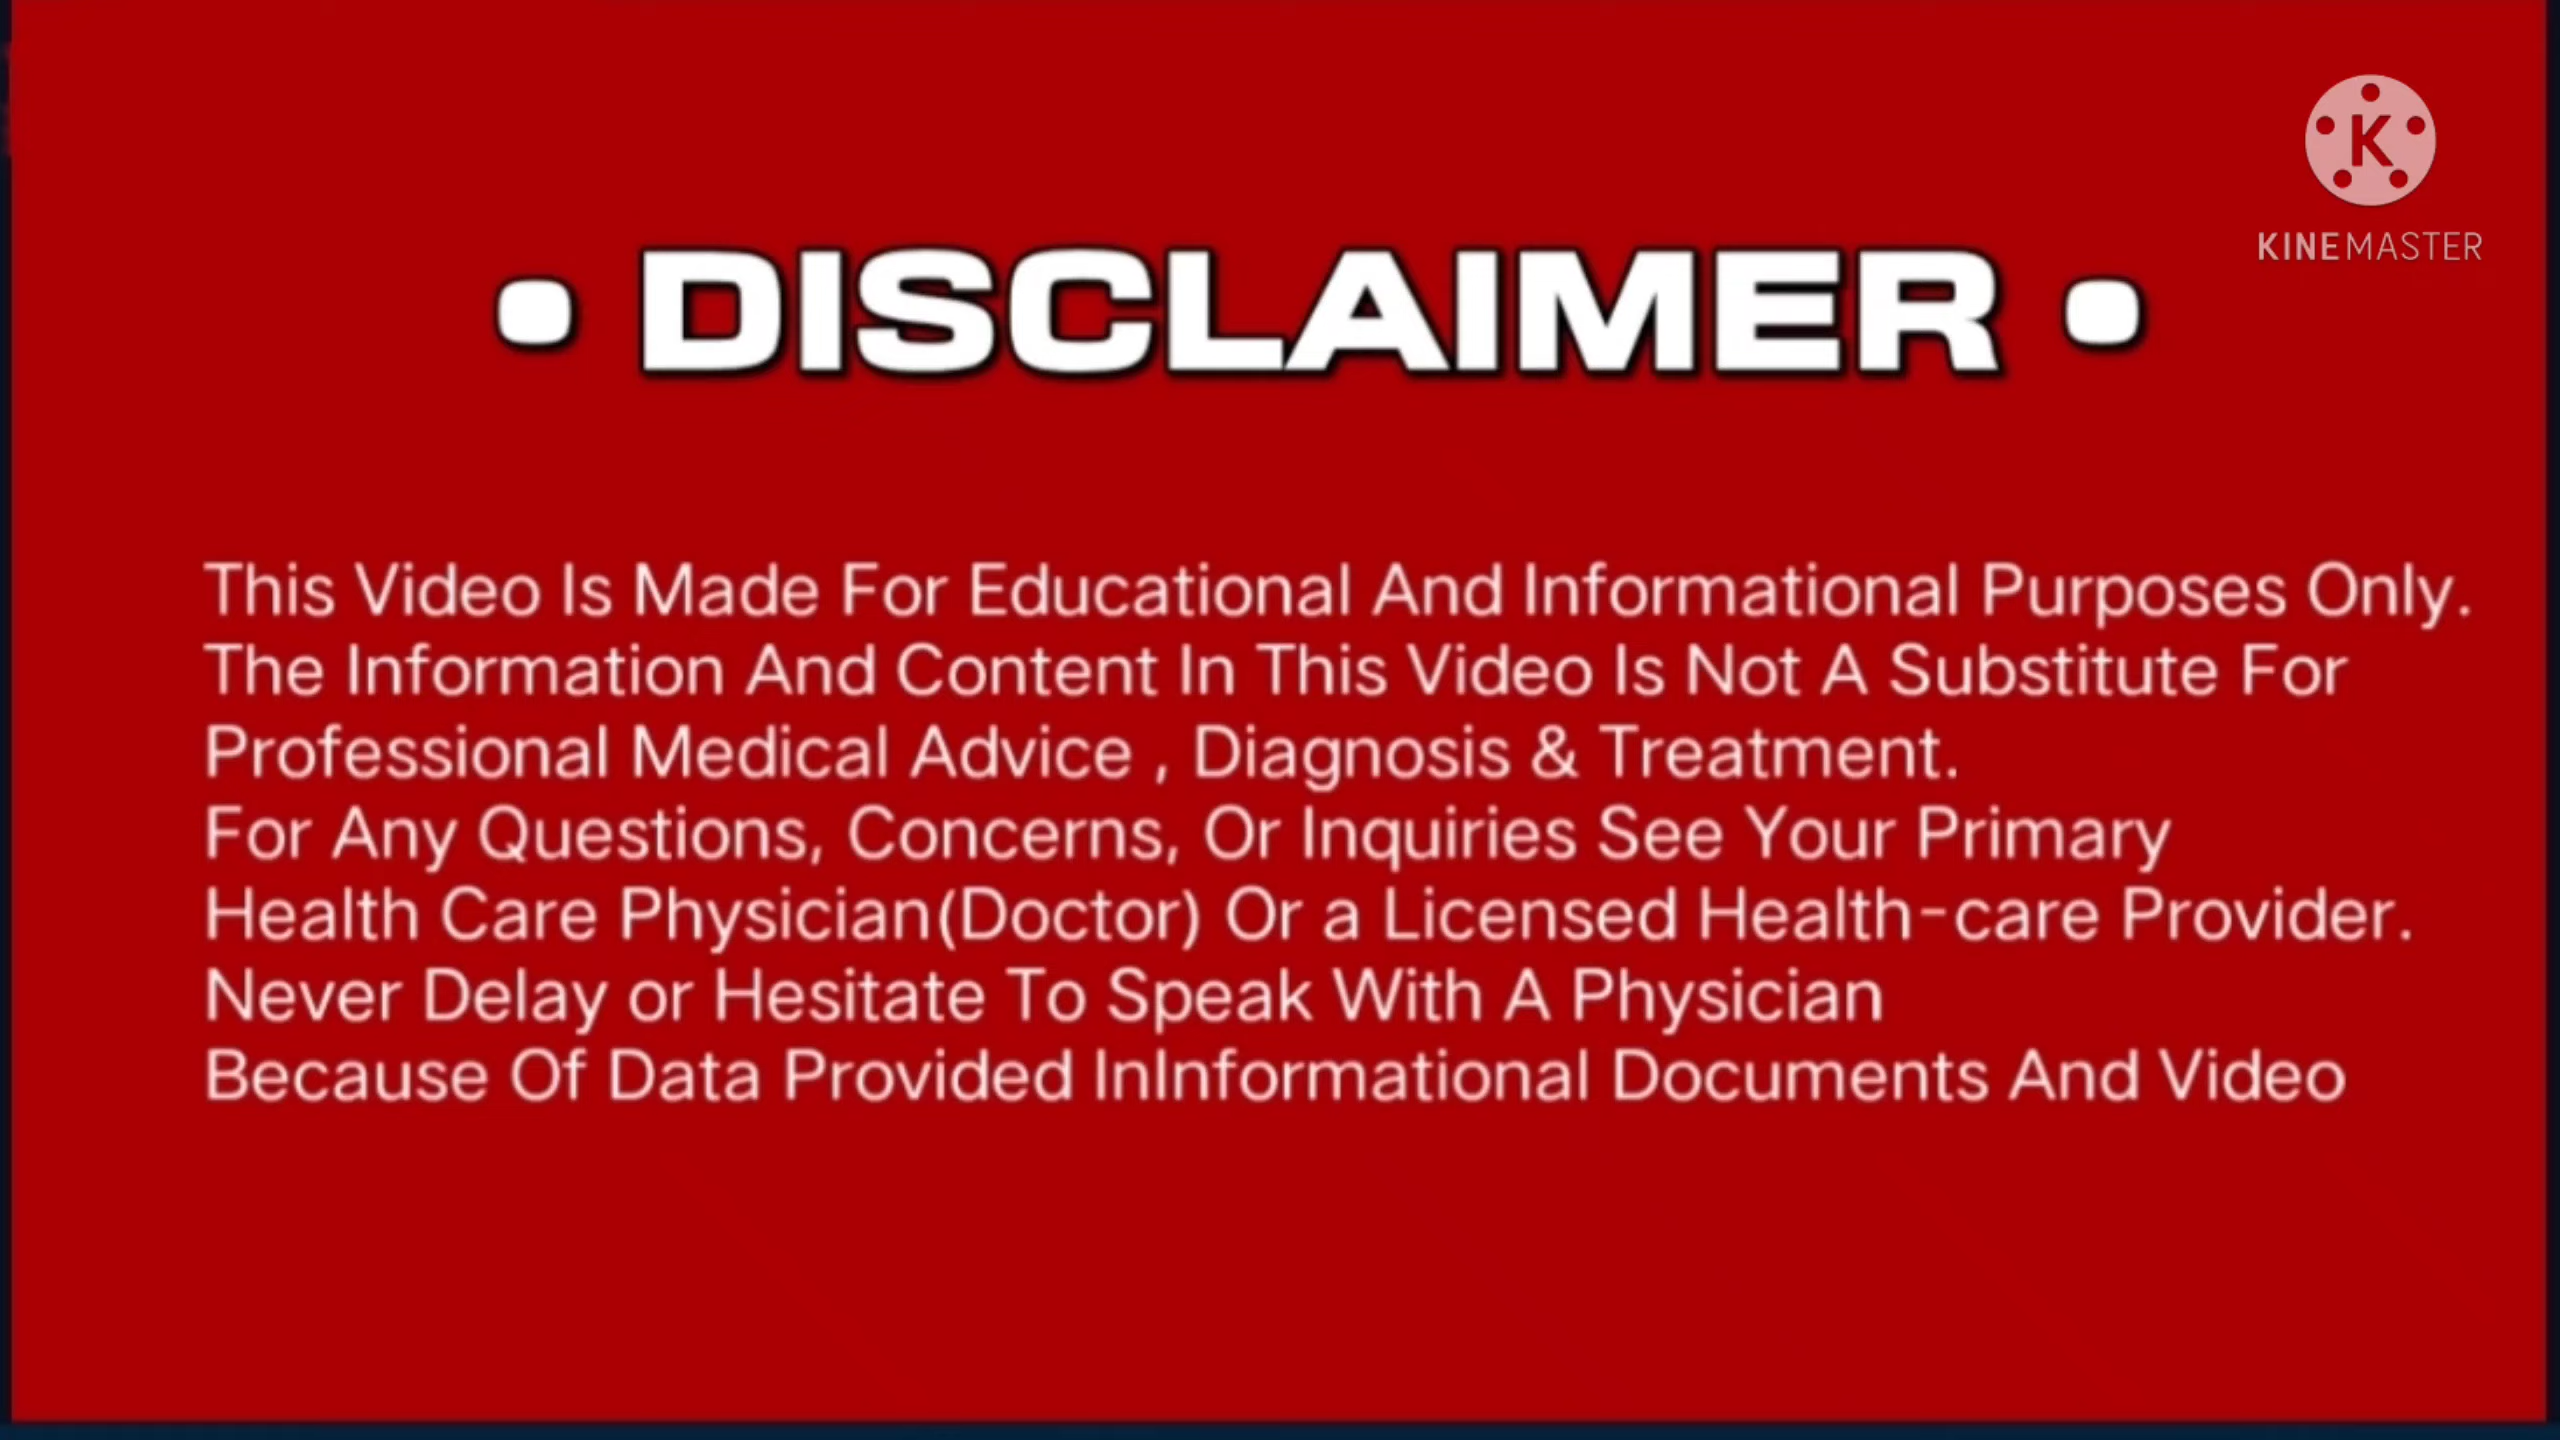 K
KINEMASTER
• DISCLAIMER •
This Video Is Made For Educational And Informational Purposes Only.
The Information And Content In This Video Is Not A Substitute For
Professional Medical Advice , Diagnosis & Treatment.
For Any Questions, Concerns, Or Inquiries See Your Primary
Health Care Physician(Doctor) Or a Licensed Health-care Provider.
Never Delay or Hesitate To Speak With A Physician
Because Of Data Provided InInformational Documents And Video